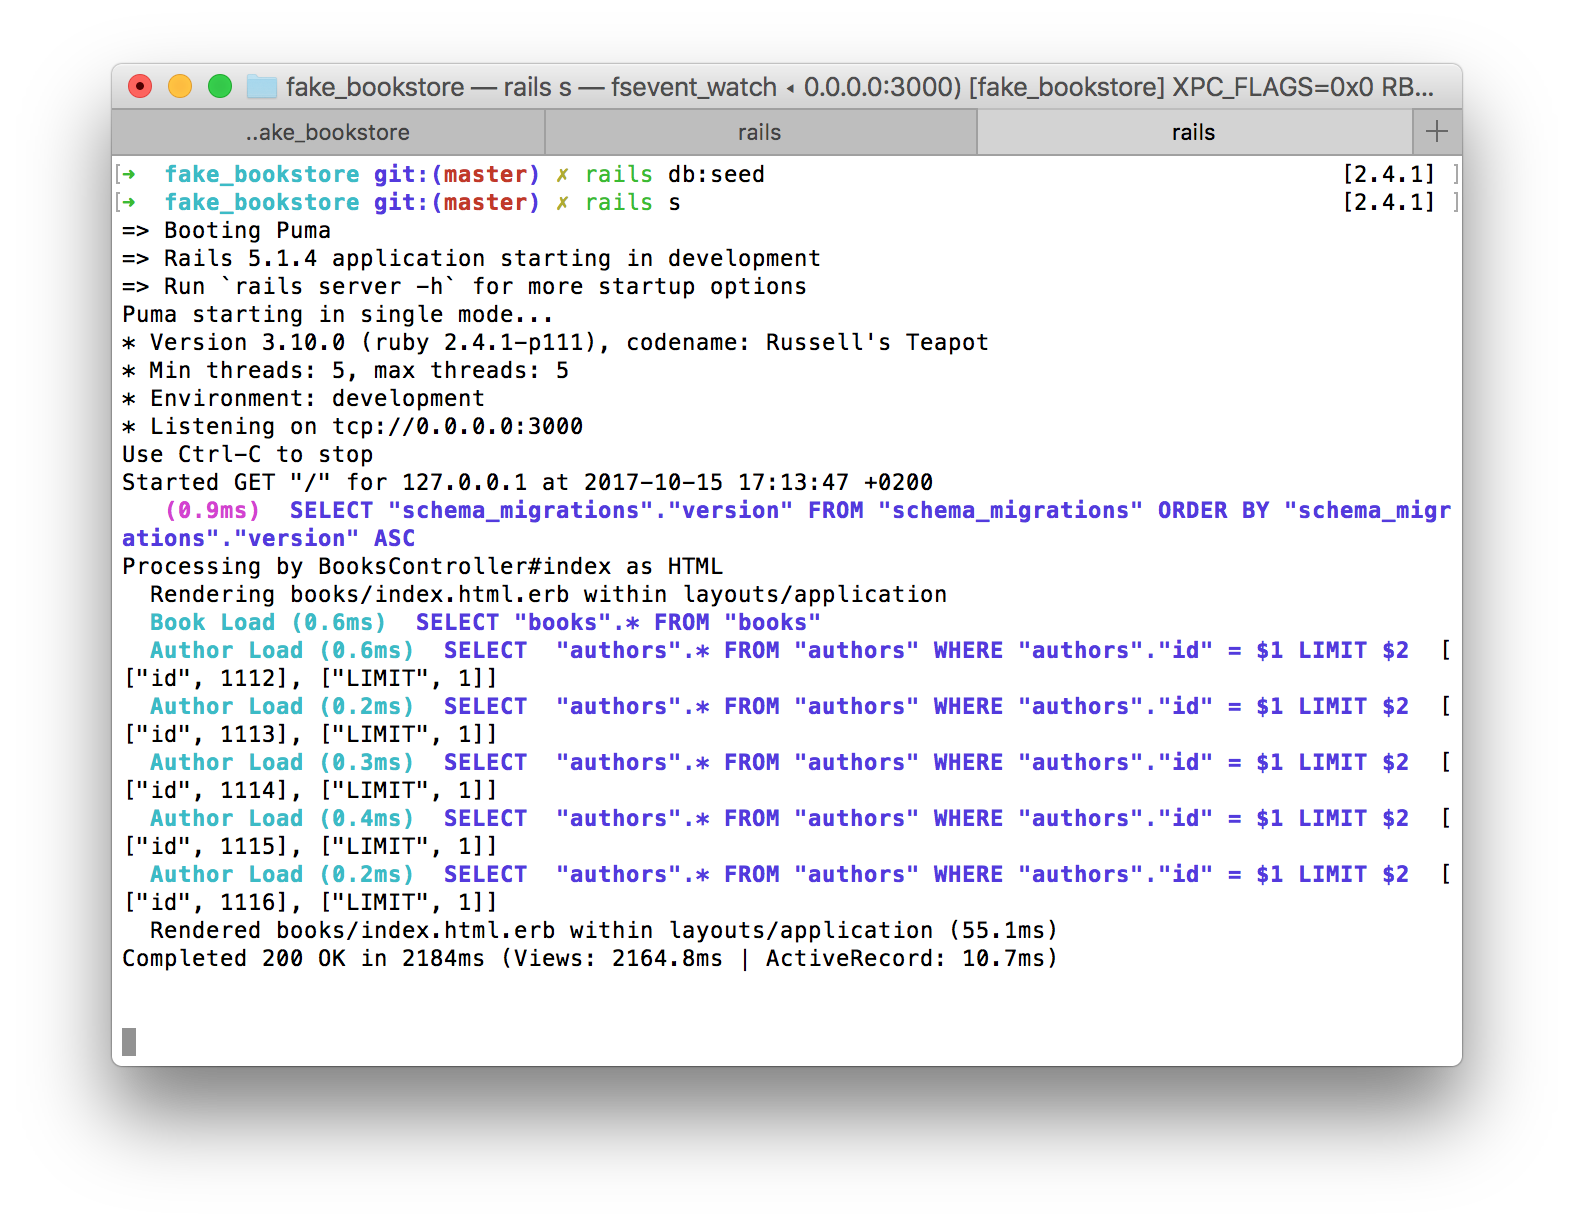 fake_bookstore — rails s — fsevent_watch ◂ 0.0.0.0:3000) [fake_bookstore] XPC_FLAGS=0x0 RB...
..ake_bookstore rails rails +
[➜  fake_bookstore git:(master) ✗ rails db:seed [2.4.1] ]
[➜  fake_bookstore git:(master) ✗ rails s [2.4.1] ]
=> Booting Puma
=> Rails 5.1.4 application starting in development
=> Run `rails server -h` for more startup options
Puma starting in single mode...
* Version 3.10.0 (ruby 2.4.1-p111), codename: Russell's Teapot
* Min threads: 5, max threads: 5
* Environment: development
* Listening on tcp://0.0.0.0:3000
Use Ctrl-C to stop
Started GET "/" for 127.0.0.1 at 2017-10-15 17:13:47 +0200
   (0.9ms)  SELECT "schema_migrations"."version" FROM "schema_migrations" ORDER BY "schema_migr
ations"."version" ASC
Processing by BooksController#index as HTML
  Rendering books/index.html.erb within layouts/application
  Book Load (0.6ms)  SELECT "books".* FROM "books"
  Author Load (0.6ms)  SELECT  "authors".* FROM "authors" WHERE "authors"."id" = $1 LIMIT $2  [
["id", 1112], ["LIMIT", 1]]
  Author Load (0.2ms)  SELECT  "authors".* FROM "authors" WHERE "authors"."id" = $1 LIMIT $2  [
["id", 1113], ["LIMIT", 1]]
  Author Load (0.3ms)  SELECT  "authors".* FROM "authors" WHERE "authors"."id" = $1 LIMIT $2  [
["id", 1114], ["LIMIT", 1]]
  Author Load (0.4ms)  SELECT  "authors".* FROM "authors" WHERE "authors"."id" = $1 LIMIT $2  [
["id", 1115], ["LIMIT", 1]]
  Author Load (0.2ms)  SELECT  "authors".* FROM "authors" WHERE "authors"."id" = $1 LIMIT $2  [
["id", 1116], ["LIMIT", 1]]
  Rendered books/index.html.erb within layouts/application (55.1ms)
Completed 200 OK in 2184ms (Views: 2164.8ms | ActiveRecord: 10.7ms)